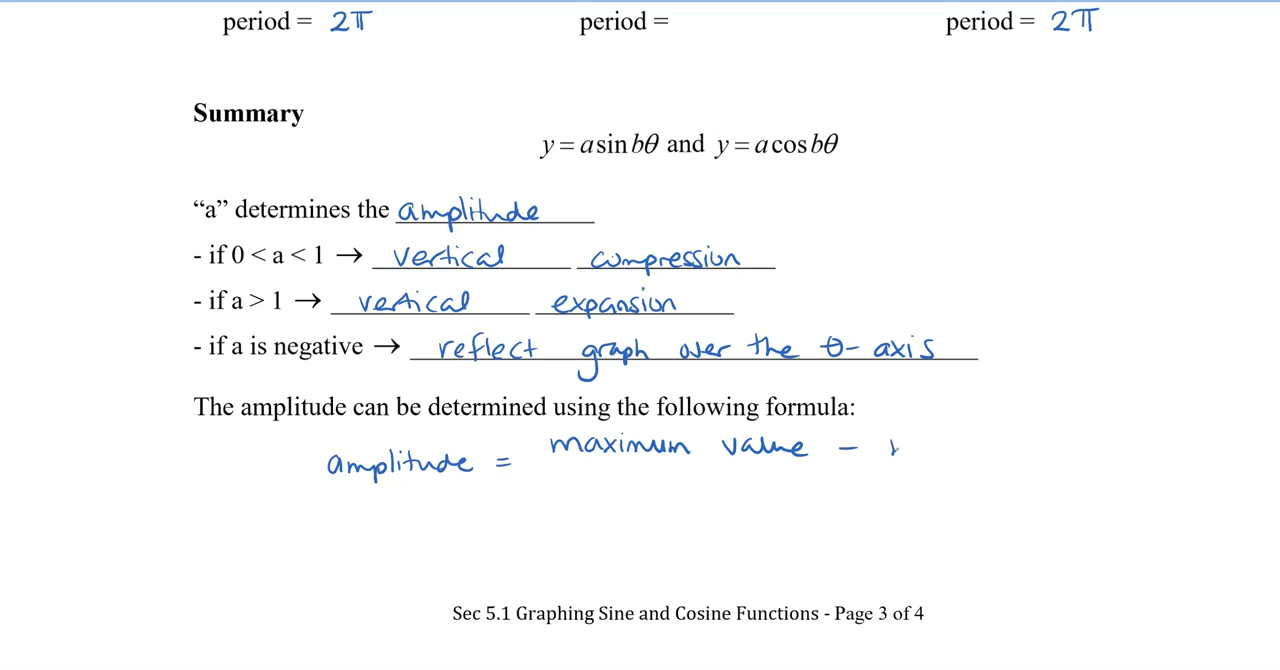 period = 2π period = period = 2π
Summary
y = a sin bθ and y = a cos bθ
“a” determines the amplitude
- if 0 < a < 1 → vertical compression
- if a > 1 → vertical expansion
- if a is negative → reflect graph over the θ- axis
The amplitude can be determined using the following formula:
amplitude = maximum value -
Sec 5.1 Graphing Sine and Cosine Functions - Page 3 of 4